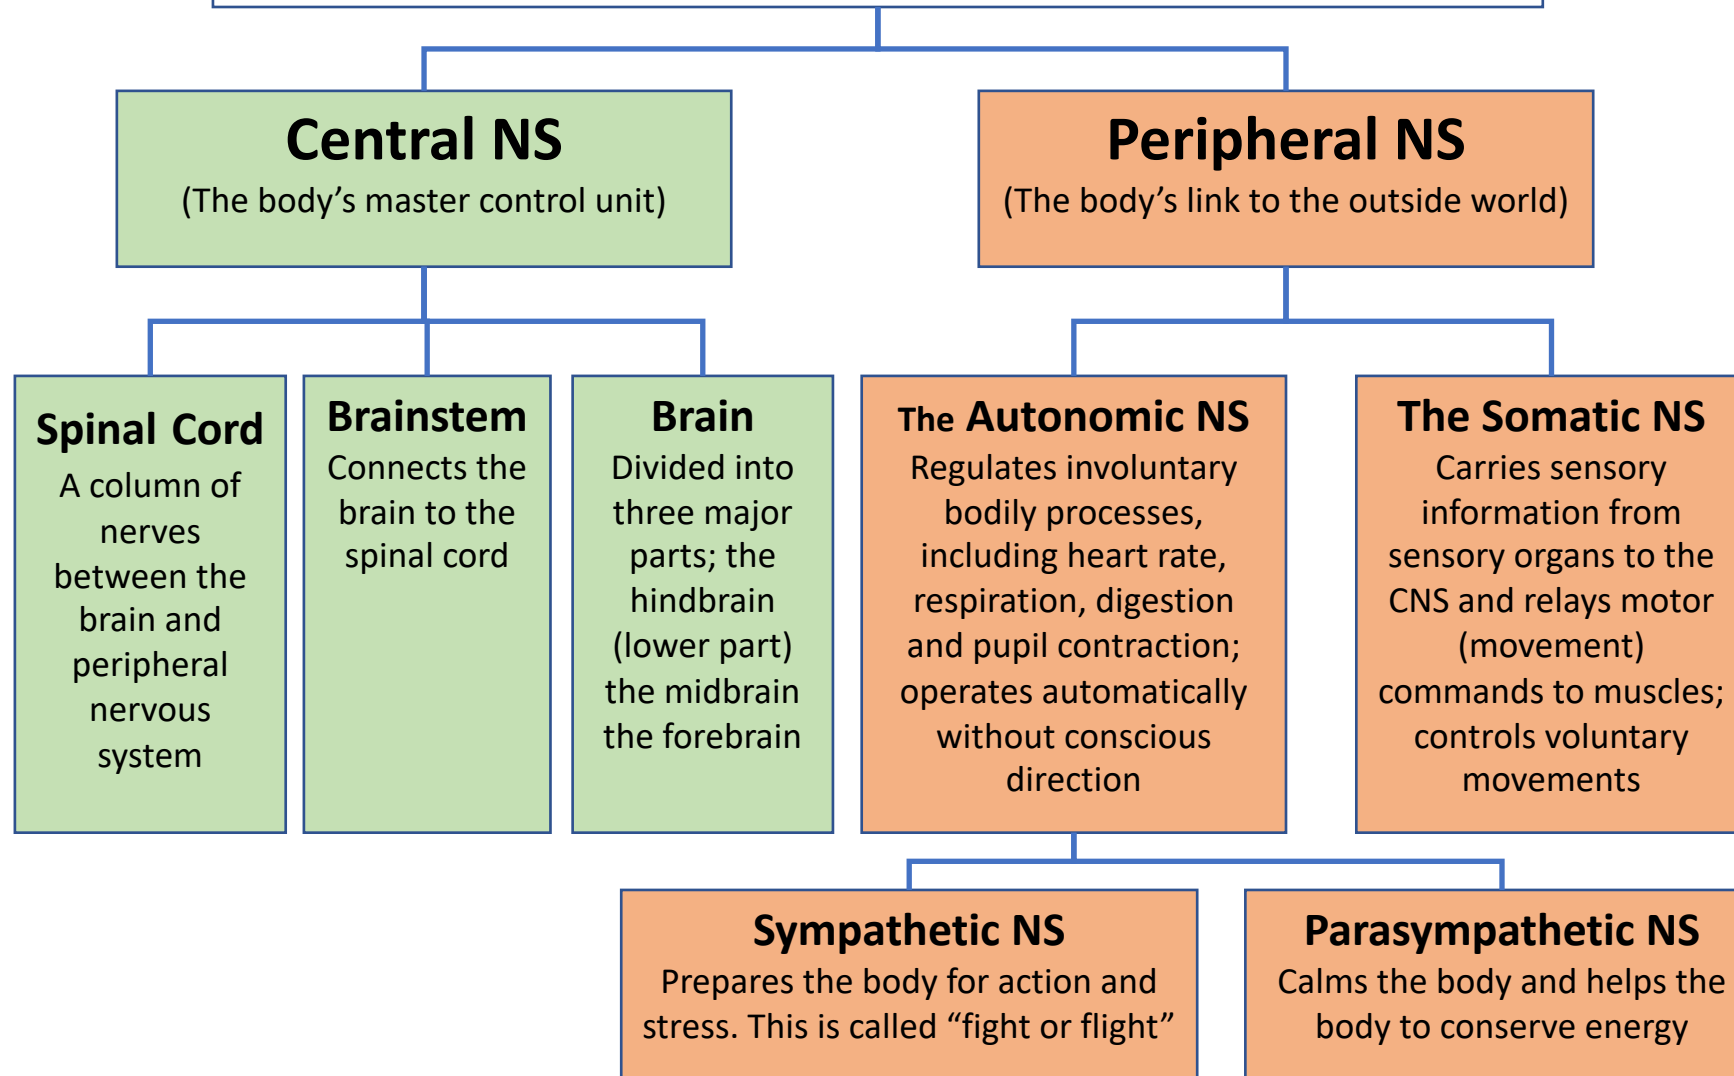 Central NS
(The body’s master control unit)
Peripheral NS
(The body’s link to the outside world)
Spinal Cord
A column of
nerves
between the
brain and
peripheral
nervous
system
Brainstem
Connects the
brain to the
spinal cord
Brain
Divided into
three major
parts; the
hindbrain
(lower part)
the midbrain
the forebrain
The Autonomic NS
Regulates involuntary
bodily processes,
including heart rate,
respiration, digestion
and pupil contraction;
operates automatically
without conscious
direction
The Somatic NS
Carries sensory
information from
sensory organs to the
CNS and relays motor
(movement)
commands to muscles;
controls voluntary
movements
Sympathetic NS
Prepares the body for action and
stress. This is called “fight or flight”
Parasympathetic NS
Calms the body and helps the
body to conserve energy